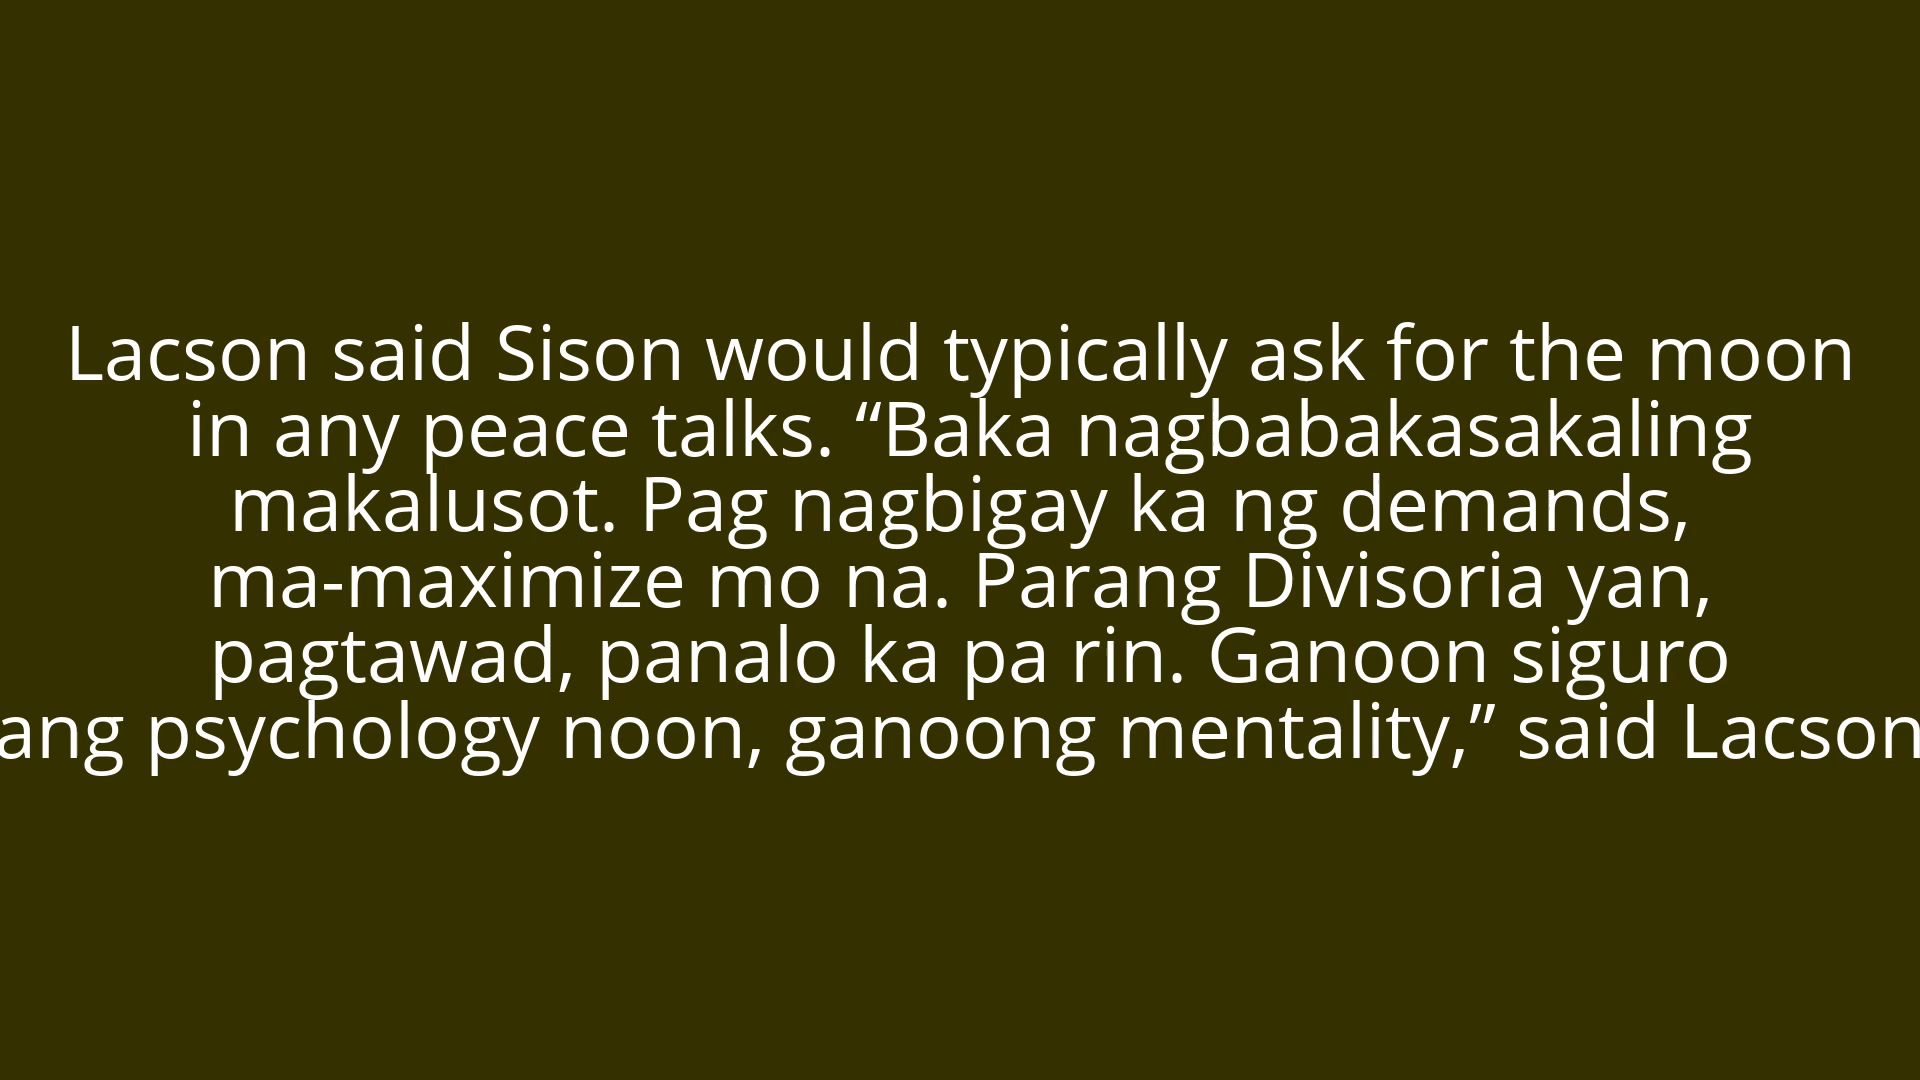 Lacson said Sison would typically ask for the moon
in any peace talks. “Baka nagbabakasakaling
makalusot. Pag nagbigay ka ng demands,
ma-maximize mo na. Parang Divisoria yan,
pagtawad, panalo ka pa rin. Ganoon siguro
ang psychology noon, ganoong mentality,” said Lacson